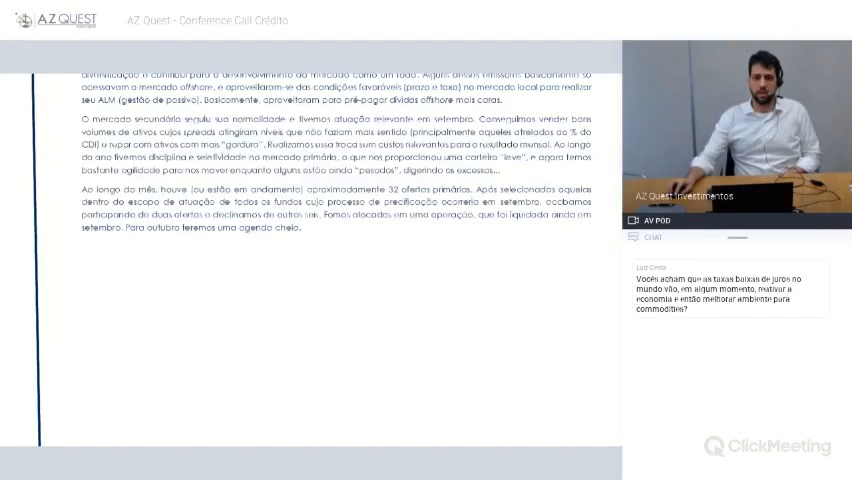 AZ QUEST
AZ Quest - Conference Call Crédito
diversificação e contribui para o desenvolvimento do mercado como um todo. Alguns desses emissores basicamente só
acessavam o mercado offshore, e aproveitaram-se das condições favoráveis (prazo e taxa) no mercado local para realizar
seu ALM (gestão de passivo). Basicamente, aproveitaram para pré-pagar dívidas offshore mais caras.
O mercado secundário seguiu sua normalidade e tivemos atuação relevante em setembro. Conseguimos vender bons
volumes de ativos cujos spreads atingiram níveis que não faziam mais sentido (principalmente aqueles atrelados ao % do
CDI) e repor com ativos com mais "gordura". Realizamos essa troca sem custos relevantes para o resultado mensal. Ao longo
do ano tivemos disciplina e seletividade no mercado primário, o que nos proporcionou uma carteira "leve", e agora temos
bastante agilidade para nos mover enquanto alguns estão ainda "pesados", digerindo os excessos...
Ao longo do mês, houve (ou estão em andamento) aproximadamente 32 ofertas primárias. Após selecionadas aquelas
dentro do escopo de atuação de todos os fundos cujo processo de precificação ocorreria em setembro, acabamos
participando de duas ofertas e declinamos de outras seis. Fomos alocados em uma operação, que foi liquidada ainda em
setembro. Para outubro teremos uma agenda cheia.
AZ Quest Investimentos
AV POD
CHAT
Luiz
Vocês acham que as taxas baixas de juros no
mundo vão, em algum momento, reativar a
economia e então melhorar ambiente para
commodities?
ClickMeeting